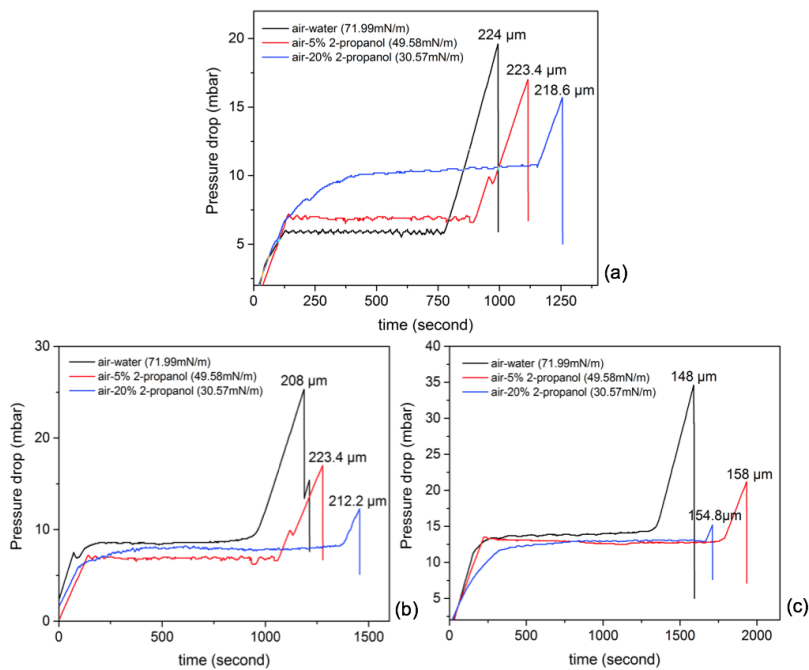 air-water (71.99mN/m)
air-5% 2-propanol (49.58mN/m)
air-20% 2-propanol (30.57mN/m)
224 µm
223.4 µm
218.6 µm
20
15
10
5
Pressure drop (mbar)
0 250 500 750 1000 1250
time (second)
(a)
air-water (71.99mN/m)
air-5% 2-propanol (49.58mN/m)
air-20% 2-propanol (30.57mN/m)
208 µm
223.4 µm
212.2 µm
30
20
10
0
Pressure drop (mbar)
0 500 1000 1500
time (second)
(b)
air-water (71.99mN/m)
air-5% 2-propanol (49.58mN/m)
air-20% 2-propanol (30.57mN/m)
148 µm
158 µm
154.8µm
40
35
30
25
20
15
10
5
Pressure drop (mbar)
0 500 1000 1500 2000
time (second)
(c)